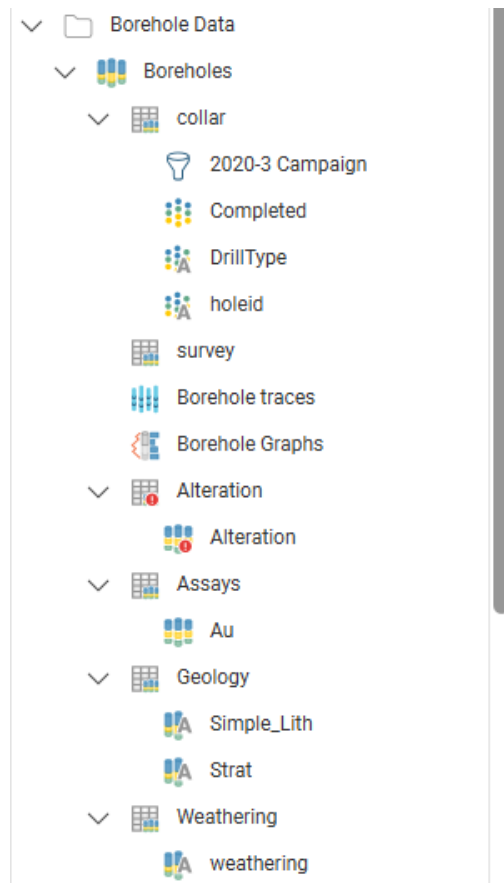 Borehole Data
Boreholes
collar
2020-3 Campaign
Completed
DrillType
holeid
survey
Borehole traces
Borehole Graphs
Alteration
Alteration
Assays
Au
Geology
Simple_Lith
Strat
Weathering
weathering